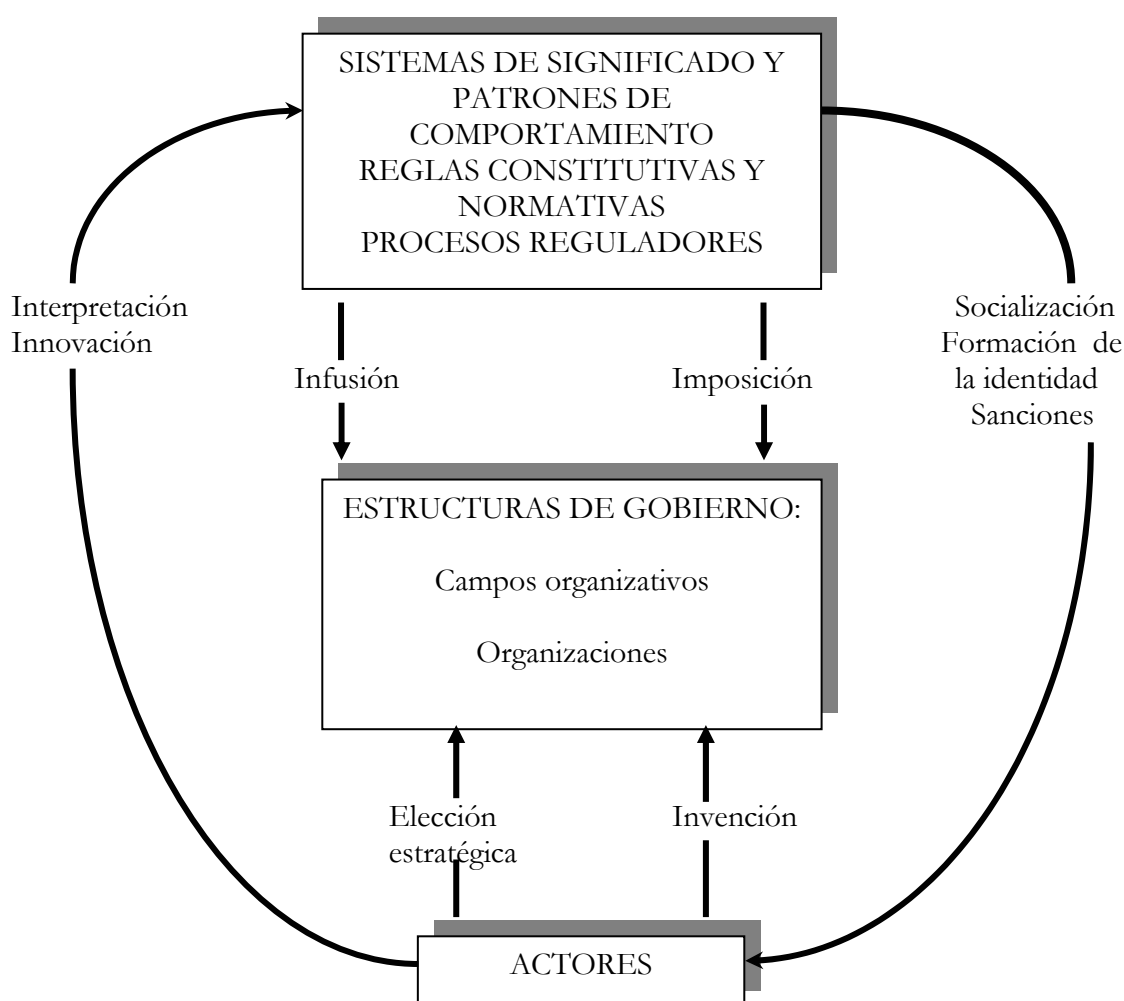 SISTEMAS DE SIGNIFICADO Y
PATRONES DE
COMPORTAMIENTO
REGLAS CONSTITUTIVAS Y
NORMATIVAS
PROCESOS REGULADORES
Interpretación
Innovación
Socialización
Formación de
la identidad
Sanciones
Infusión
Imposición
ESTRUCTURAS DE GOBIERNO:
Campos organizativos
Organizaciones
Elección
estratégica
Invención
ACTORES